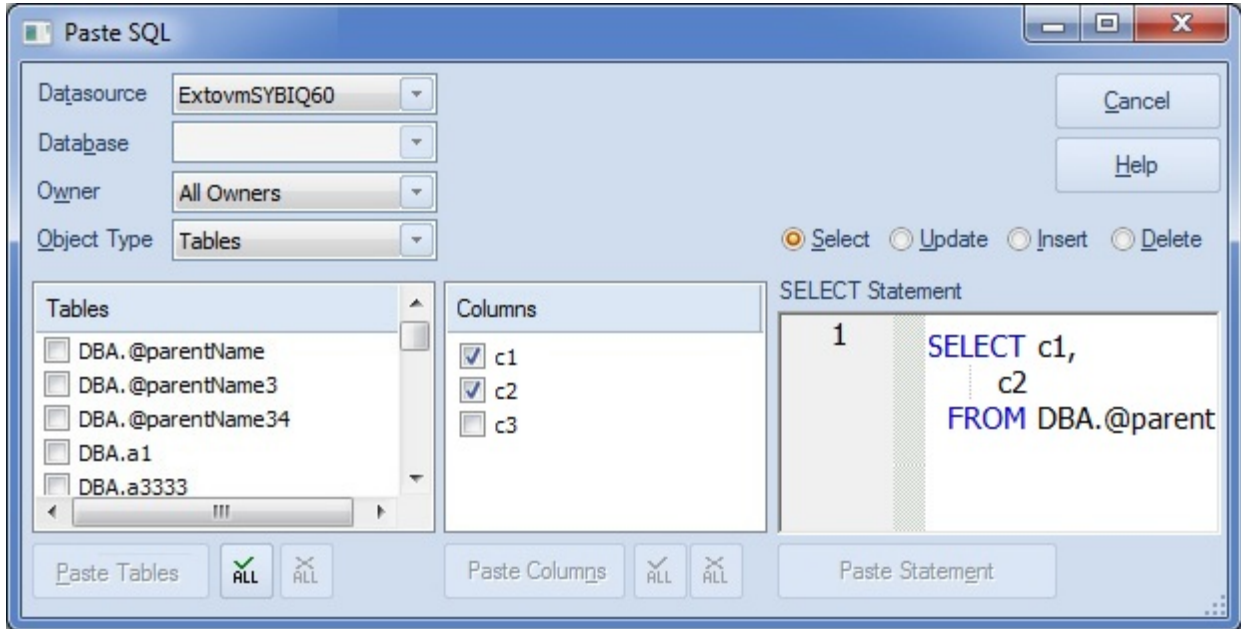 Paste SQL
Datasource ExtovmSYBIQ60
Cancel
Database
Help
Owner All Owners
Object Type Tables
Select Update Insert Delete
Tables
DBA.@parentName
DBA.@parentName3
DBA.@parentName34
DBA.a1
DBA.a3333
Columns
c1
c2
c3
SELECT Statement
1 SELECT c1,
c2
FROM DBA.@parent
Paste Tables ALL ALL
Paste Columns ALL ALL
Paste Statement